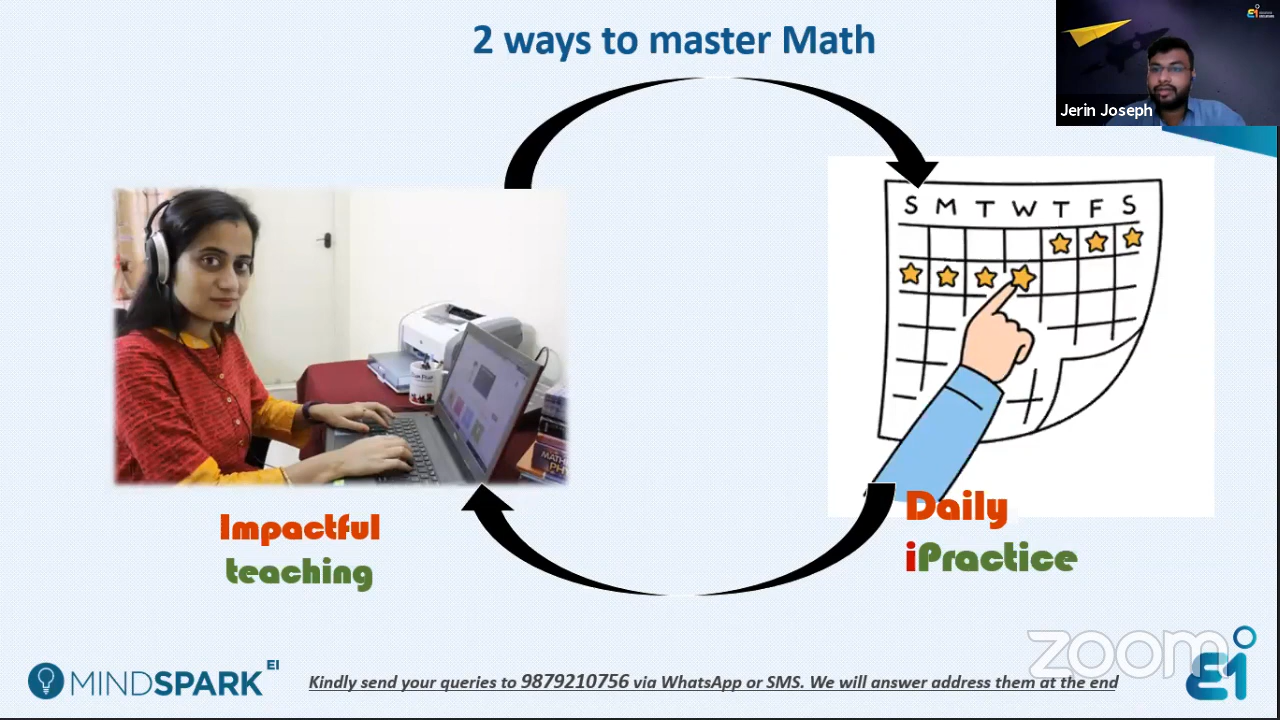 2 ways to master Math
Jerin Joseph
Ei
S M T W T F S
Impactful
teaching
Daily
iPractice
MINDSPARK EI
Kindly send your queries to 9879210756 via WhatsApp or SMS. We will answer address them at the end
zoom
Ei